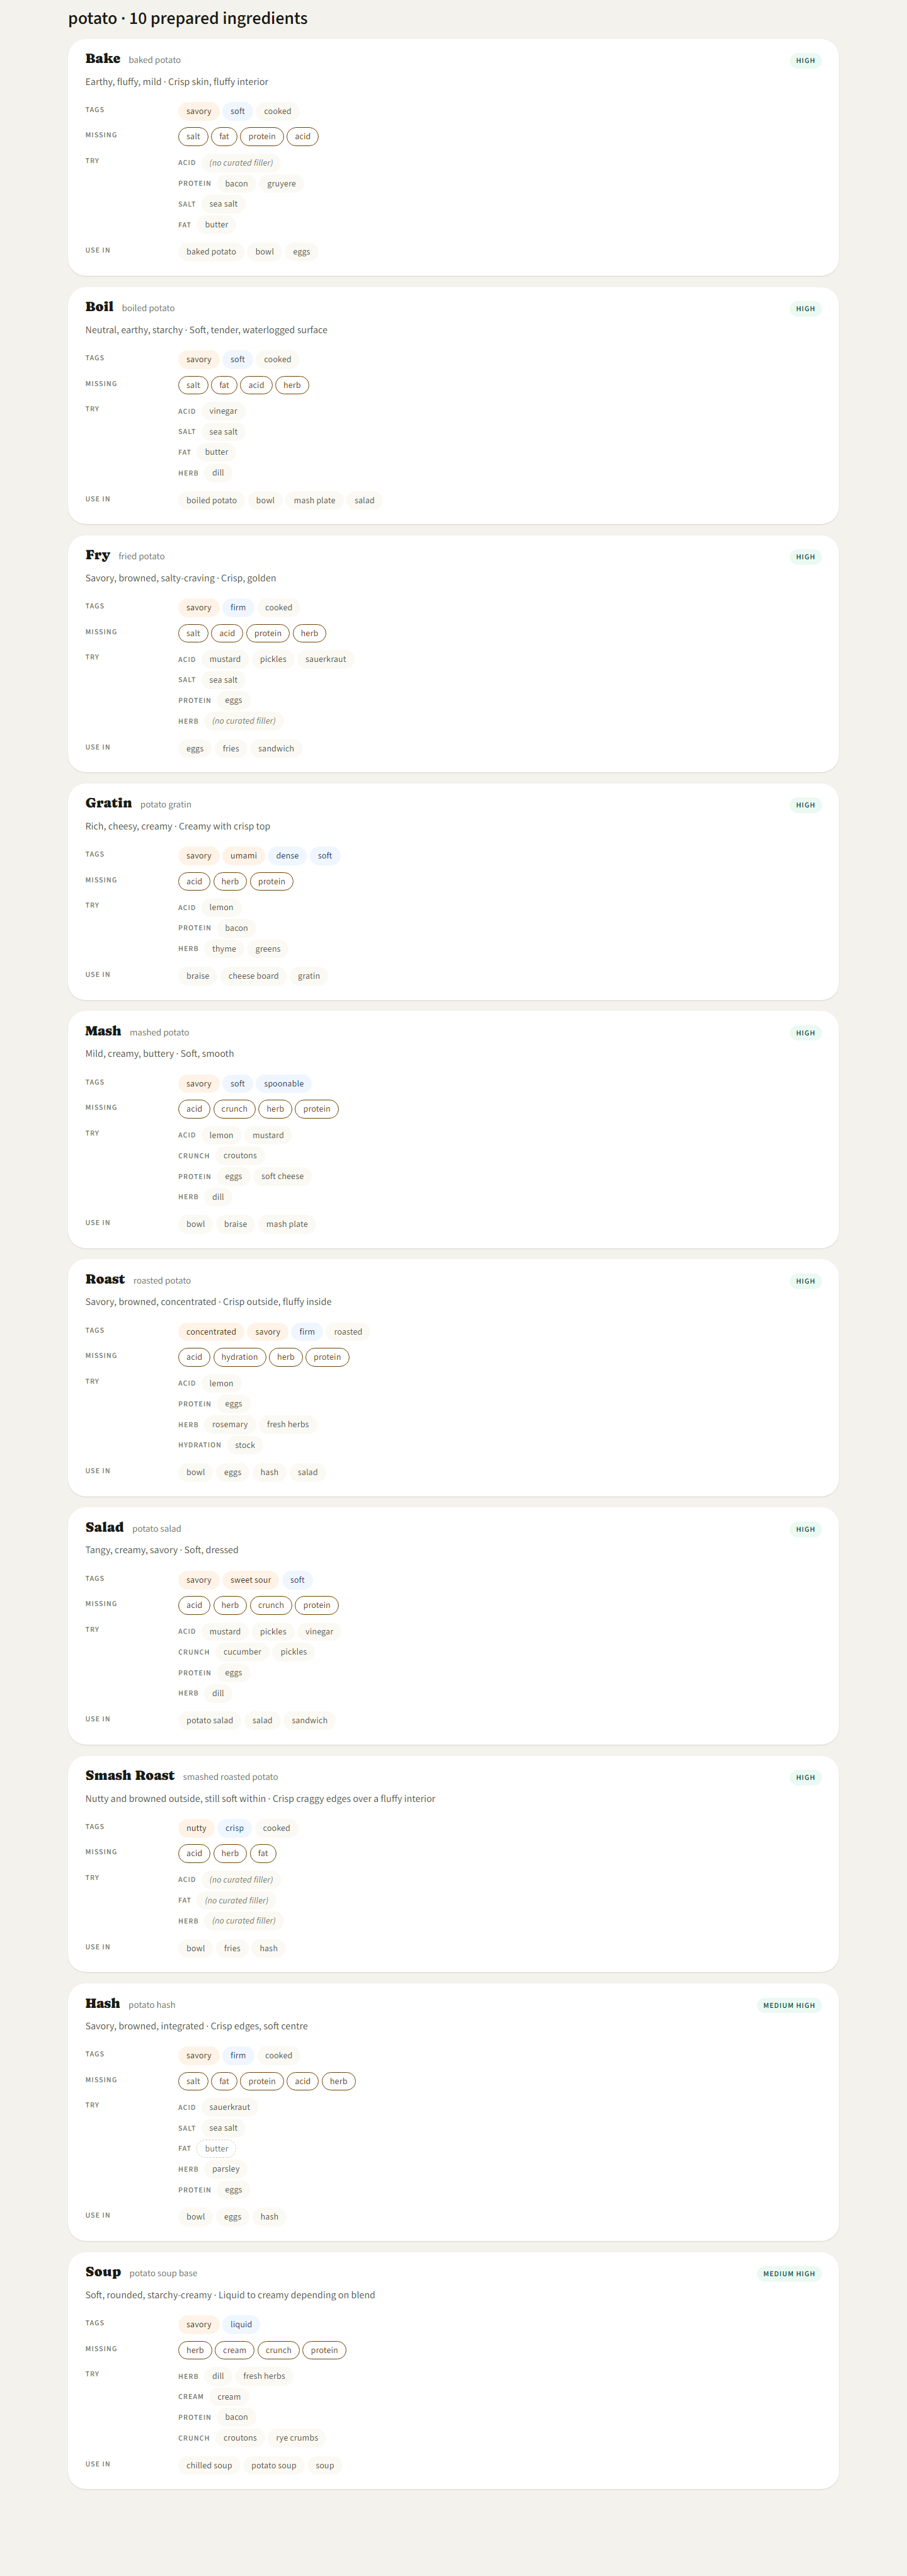 potato · 10 prepared ingredients
Bake baked potato HIGH
Earthy, fluffy, mild · Crisp skin, fluffy interior
TAGS savory soft cooked
MISSING salt fat protein acid
TRY ACID (no curated filler)
PROTEIN bacon gruyere
SALT sea salt
FAT butter
USE IN baked potato bowl eggs
Boil boiled potato HIGH
Neutral, earthy, starchy · Soft, tender, waterlogged surface
TAGS savory soft cooked
MISSING salt fat acid herb
TRY ACID vinegar
SALT sea salt
FAT butter
HERB dill
USE IN boiled potato bowl mash plate salad
Fry fried potato HIGH
Savory, browned, salty-craving · Crisp, golden
TAGS savory firm cooked
MISSING salt acid protein herb
TRY ACID mustard pickles sauerkraut
SALT sea salt
PROTEIN eggs
HERB (no curated filler)
USE IN eggs fries sandwich
Gratin potato gratin HIGH
Rich, cheesy, creamy · Creamy with crisp top
TAGS savory umami dense soft
MISSING acid herb protein
TRY ACID lemon
PROTEIN bacon
HERB thyme greens
USE IN braise cheese board gratin
Mash mashed potato HIGH
Mild, creamy, buttery · Soft, smooth
TAGS savory soft spoonable
MISSING acid crunch herb protein
TRY ACID lemon mustard
CRUNCH croutons
PROTEIN eggs soft cheese
HERB dill
USE IN bowl braise mash plate
Roast roasted potato HIGH
Savory, browned, concentrated · Crisp outside, fluffy inside
TAGS concentrated savory firm roasted
MISSING acid hydration herb protein
TRY ACID lemon
PROTEIN eggs
HERB rosemary fresh herbs
HYDRATION stock
USE IN bowl eggs hash salad
Salad potato salad HIGH
Tangy, creamy, savory · Soft, dressed
TAGS savory sweet sour soft
MISSING acid herb crunch protein
TRY ACID mustard pickles vinegar
CRUNCH cucumber pickles
PROTEIN eggs
HERB dill
USE IN potato salad salad sandwich
Smash Roast smashed roasted potato HIGH
Nutty and browned outside, still soft within · Crisp craggy edges over a fluffy interior
TAGS nutty crisp cooked
MISSING acid herb fat
TRY ACID (no curated filler)
FAT (no curated filler)
HERB (no curated filler)
USE IN bowl fries hash
Hash potato hash MEDIUM HIGH
Savory, browned, integrated · Crisp edges, soft centre
TAGS savory firm cooked
MISSING salt fat protein acid herb
TRY ACID sauerkraut
SALT sea salt
FAT butter
HERB parsley
PROTEIN eggs
USE IN bowl eggs hash
Soup potato soup base MEDIUM HIGH
Soft, rounded, starchy-creamy · Liquid to creamy depending on blend
TAGS savory liquid
MISSING herb cream crunch protein
TRY HERB dill fresh herbs
CREAM cream
PROTEIN bacon
CRUNCH croutons rye crumbs
USE IN chilled soup potato soup soup